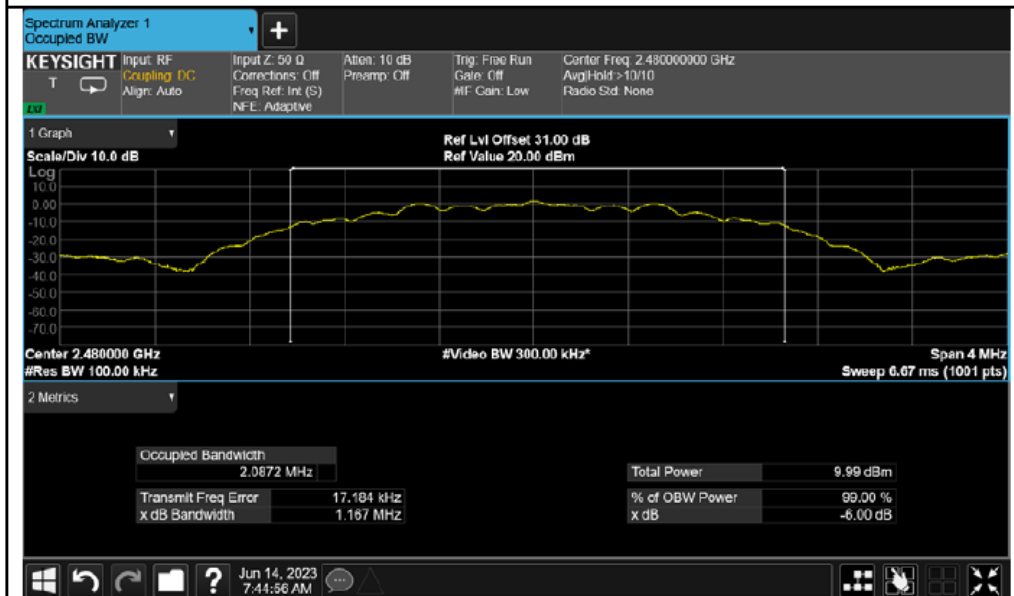 Spectrum Analyzer 1
Occupied BW
+
KEYSIGHT
T
LXI
Input: RF
Coupling: DC
Align: Auto
Input Z: 50 Ω
Corrections: Off
Freq Ref: Int (S)
NFE: Adaptive
Atten: 10 dB
Preamp: Off
Trig: Free Run
Gate: Off
#IF Gain: Low
Center Freq: 2.480000000 GHz
Avg|Hold:>10/10
Radio Std: None
1 Graph
Scale/Div 10.0 dB
Ref Lvl Offset 31.00 dB
Ref Value 20.00 dBm
Log
10.0
0.00
-10.0
-20.0
-30.0
-40.0
-50.0
-60.0
-70.0
Center 2.480000 GHz
#Video BW 300.00 kHz*
Span 4 MHz
#Res BW 100.00 kHz
Sweep 6.67 ms (1001 pts)
2 Metrics
Occupied Bandwidth
2.0872 MHz
Total Power 9.99 dBm
Transmit Freq Error 17.184 kHz
% of OBW Power 99.00 %
x dB Bandwidth 1.167 MHz
x dB -6.00 dB
?
Jun 14, 2023
7:44:56 AM